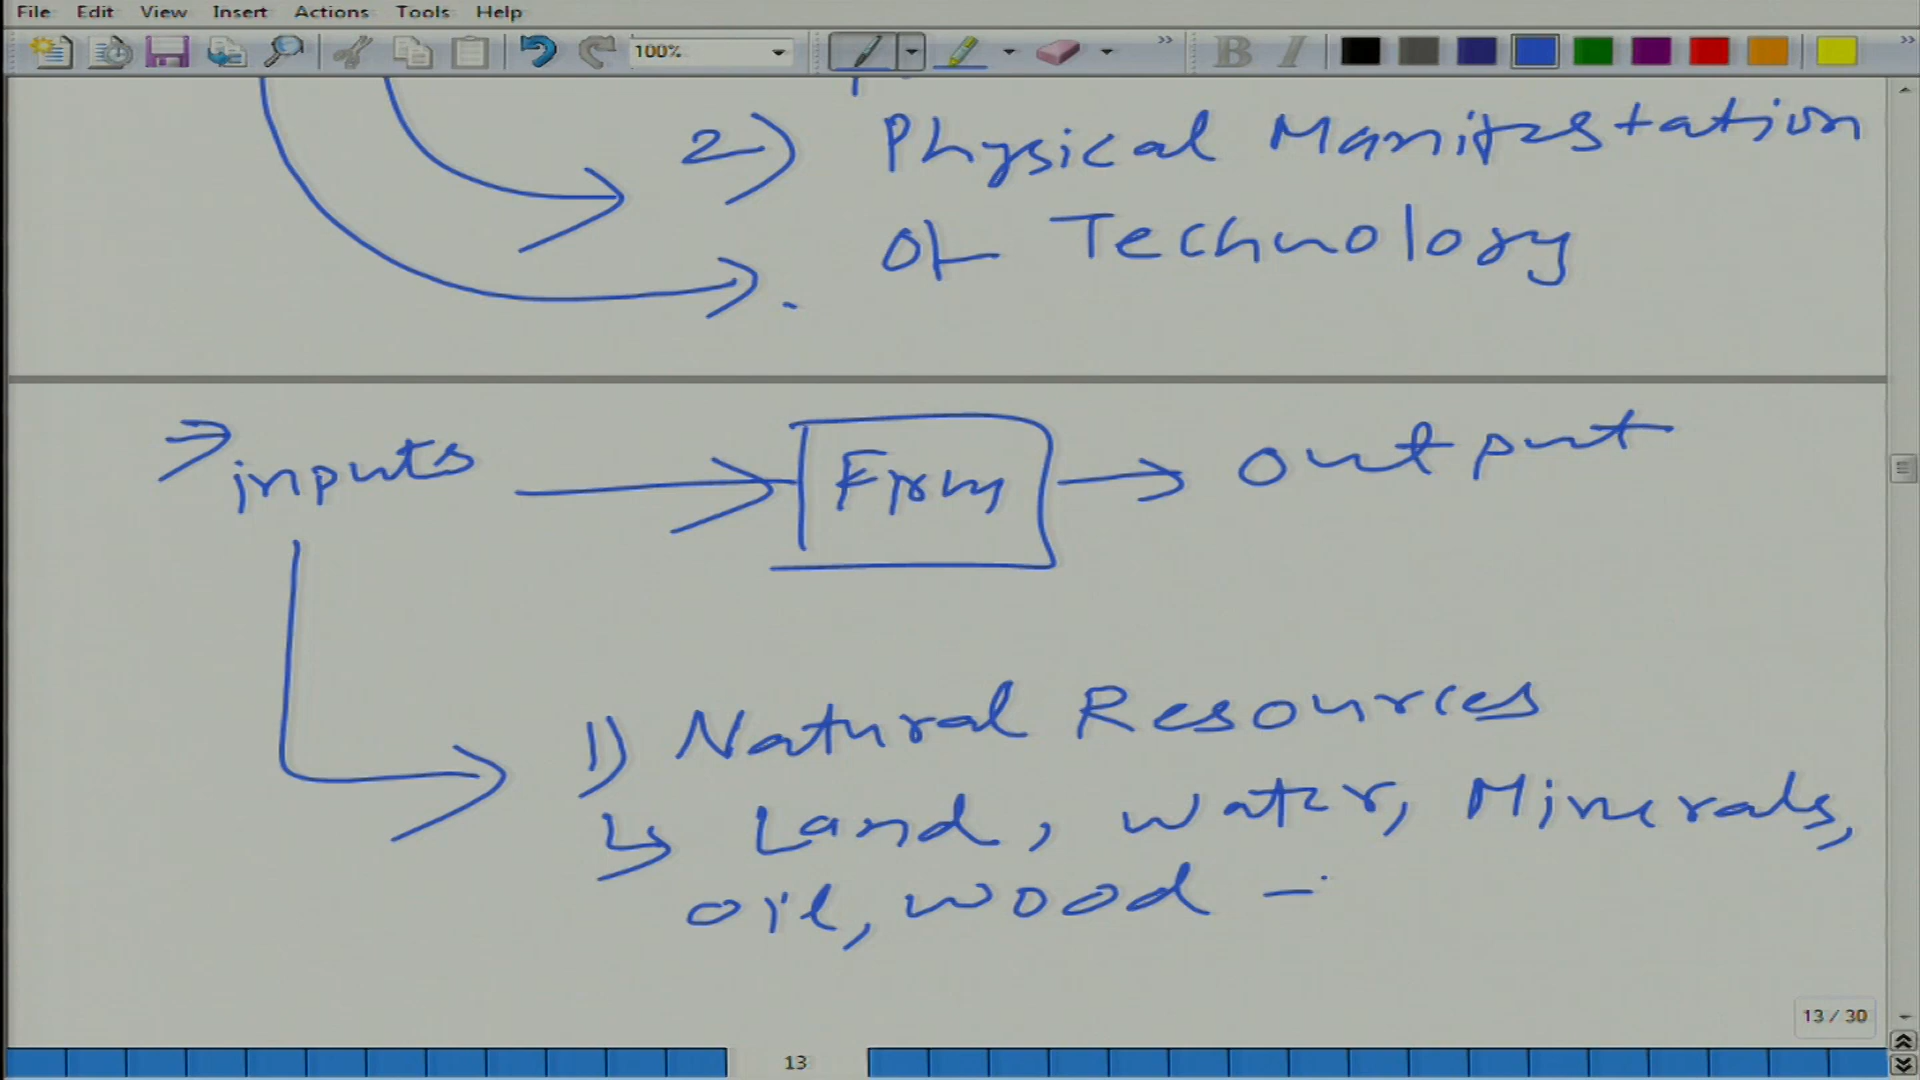 File Edit View Insert Actions Tools Help
100%
2) Physical Manifestation
of Technology
inputs → Firm → output
1) Natural Resources
↳ Land, water, Minerals,
oil, wood -
13 / 30
13